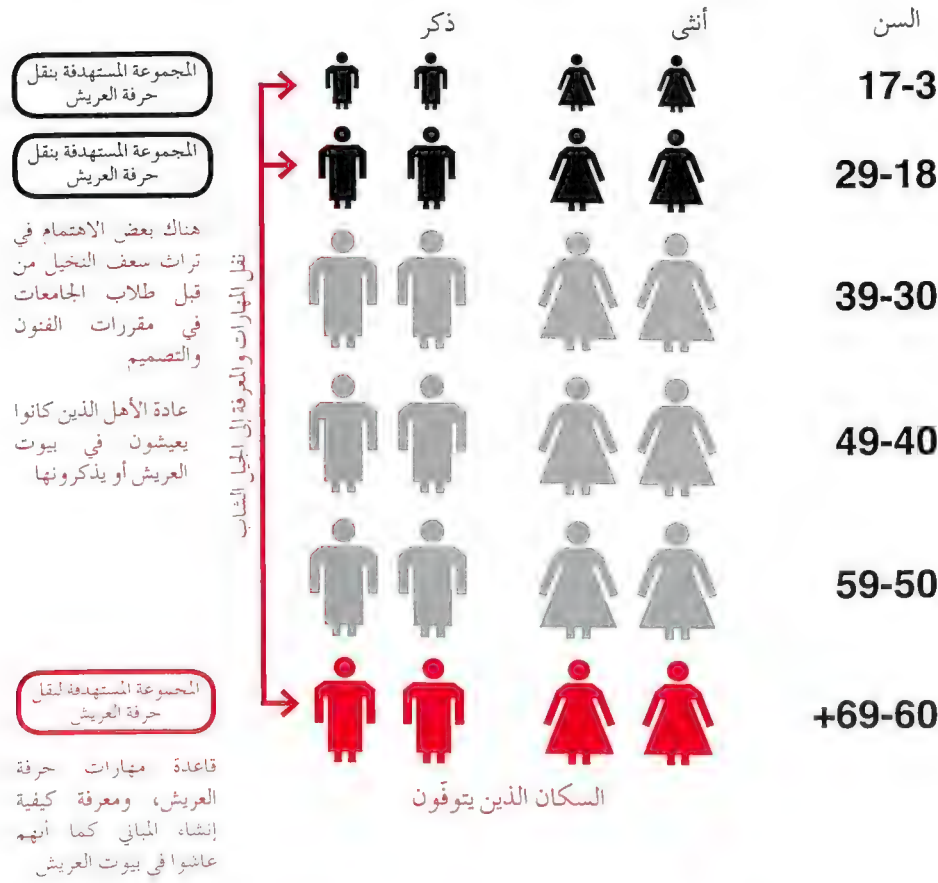 السن
أنثى
ذكر
17-3
29-18
39-30
49-40
59-50
+69-60
المجموعة المستهدفة بنقل
حرفة العريش
المجموعة المستهدفة بنقل
حرفة العريش
هناك بعض الاهتمام في
تراث سعف النخيل من
قبل طلاب الجامعات
في مقررات الفنون
والتصميم
عادة الأهل الذين كانوا
يعيشون في بيوت
العريش أو يذكرونها
نقل المهارات والمعرفة إلى الجيل الشاب
المجموعة المستهدفة لنقل
حرفة العريش
قاعدة مهارات حرفة
العريش، ومعرفة كيفية
إنشاء المباني كما أنهم
عاشوا في بيوت العريش
السكان الذين يتوفّون